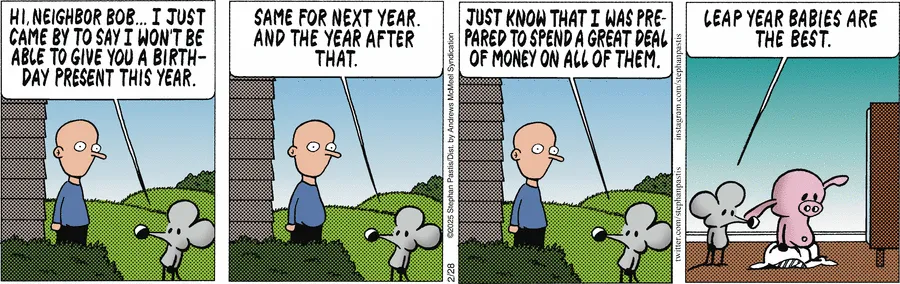 HI, NEIGHBOR BOB... I JUST
CAME BY TO SAY I WON'T BE
ABLE TO GIVE YOU A BIRTH-
DAY PRESENT THIS YEAR.
SAME FOR NEXT YEAR.
AND THE YEAR AFTER
THAT.
©2025 Stephan Pastis/Dist. by Andrews McMeel Syndication
2/28
JUST KNOW THAT I WAS PRE-
PARED TO SPEND A GREAT DEAL
OF MONEY ON ALL OF THEM.
twitter.com/stephanpastis
instagram.com/stephanpastis
LEAP YEAR BABIES ARE
THE BEST.